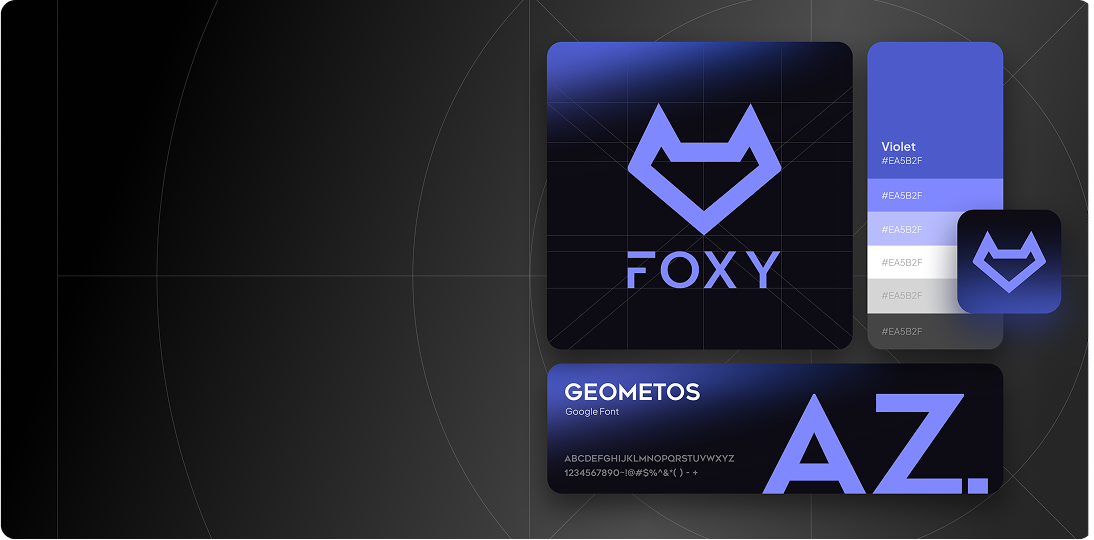 FOXY
Violet
#EA5B2F
#EA5B2F
#EA5B2F
#EA5B2F
#EA5B2F
#EA5B2F
GEOMETOS
Google Font
ABCDEFGHIJKLMNOPQRSTUVWXYZ
1234567890~!@#$%^&*( ) - +
AZ.